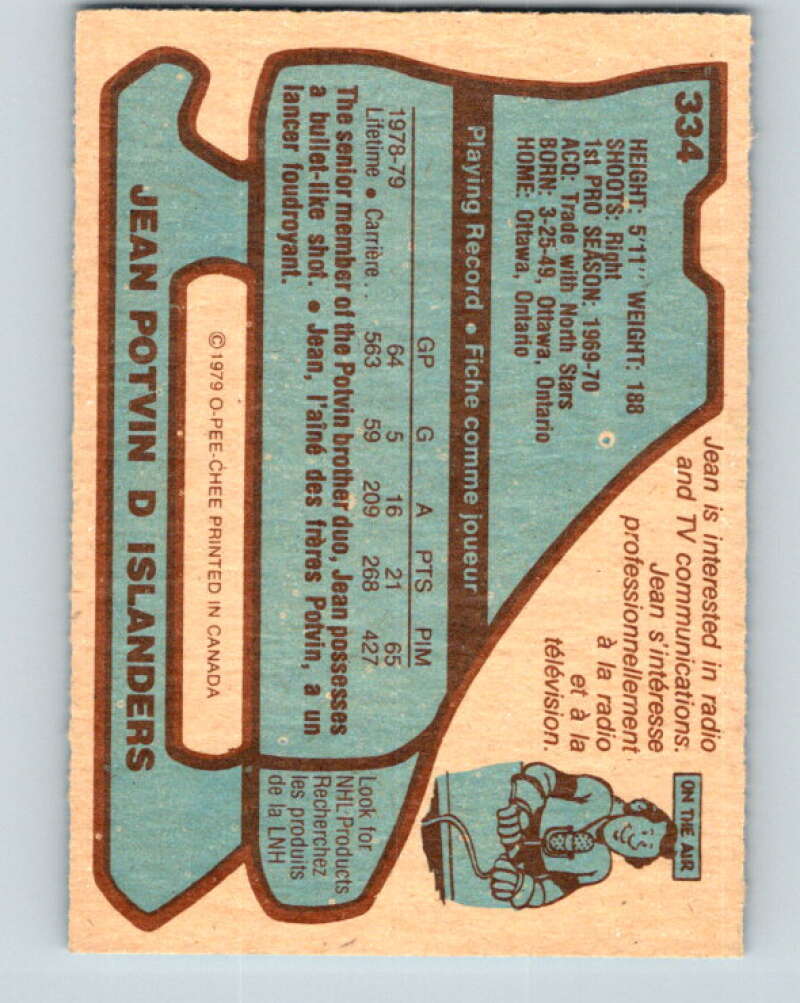 334
HEIGHT: 5'11" WEIGHT: 188
SHOOTS: Right
1st PRO SEASON: 1969-70
ACQ: Trade with North Stars
BORN: 3-25-49, Ottawa, Ontario
HOME: Ottawa, Ontario
Jean is interested in radio
and TV communications.
Jean s'intéresse
professionnellement
à la radio
et à la
télévision.
ON THE AIR
Playing Record • Fiche comme joueur
GP G A PTS PIM
1978-79 64 5 16 21 65
Lifetime • Carrière . . 563 59 209 268 427
The senior member of the Potvin brother duo, Jean possesses
a bullet-like shot. • Jean, l'aîné des frères Potvin, a un
lancer foudroyant.
Look for
NHL Products
Recherchez
les produits
de la LNH
©1979 O-PEE-CHEE PRINTED IN CANADA
JEAN POTVIN D ISLANDERS